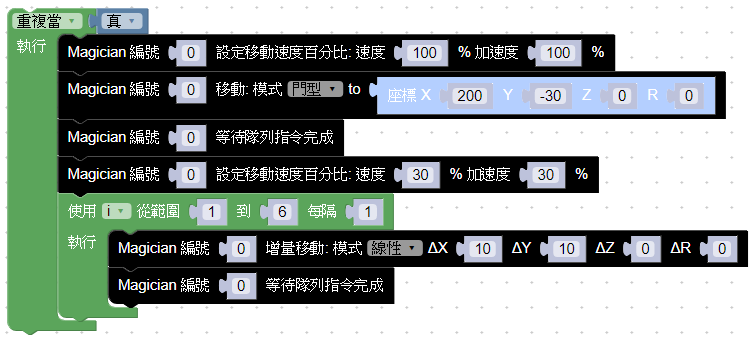 重複當 真
執行
Magician 編號 0 設定移動速度百分比: 速度 100 % 加速度 100 %
Magician 編號 0 移動: 模式 門型 to 座標 X 200 Y -30 Z 0 R 0
Magician 編號 0 等待隊列指令完成
Magician 編號 0 設定移動速度百分比: 速度 30 % 加速度 30 %
使用 i 從範圍 1 到 6 每隔 1
執行
Magician 編號 0 增量移動: 模式 線性 ΔX 10 ΔY 10 ΔZ 0 ΔR 0
Magician 編號 0 等待隊列指令完成